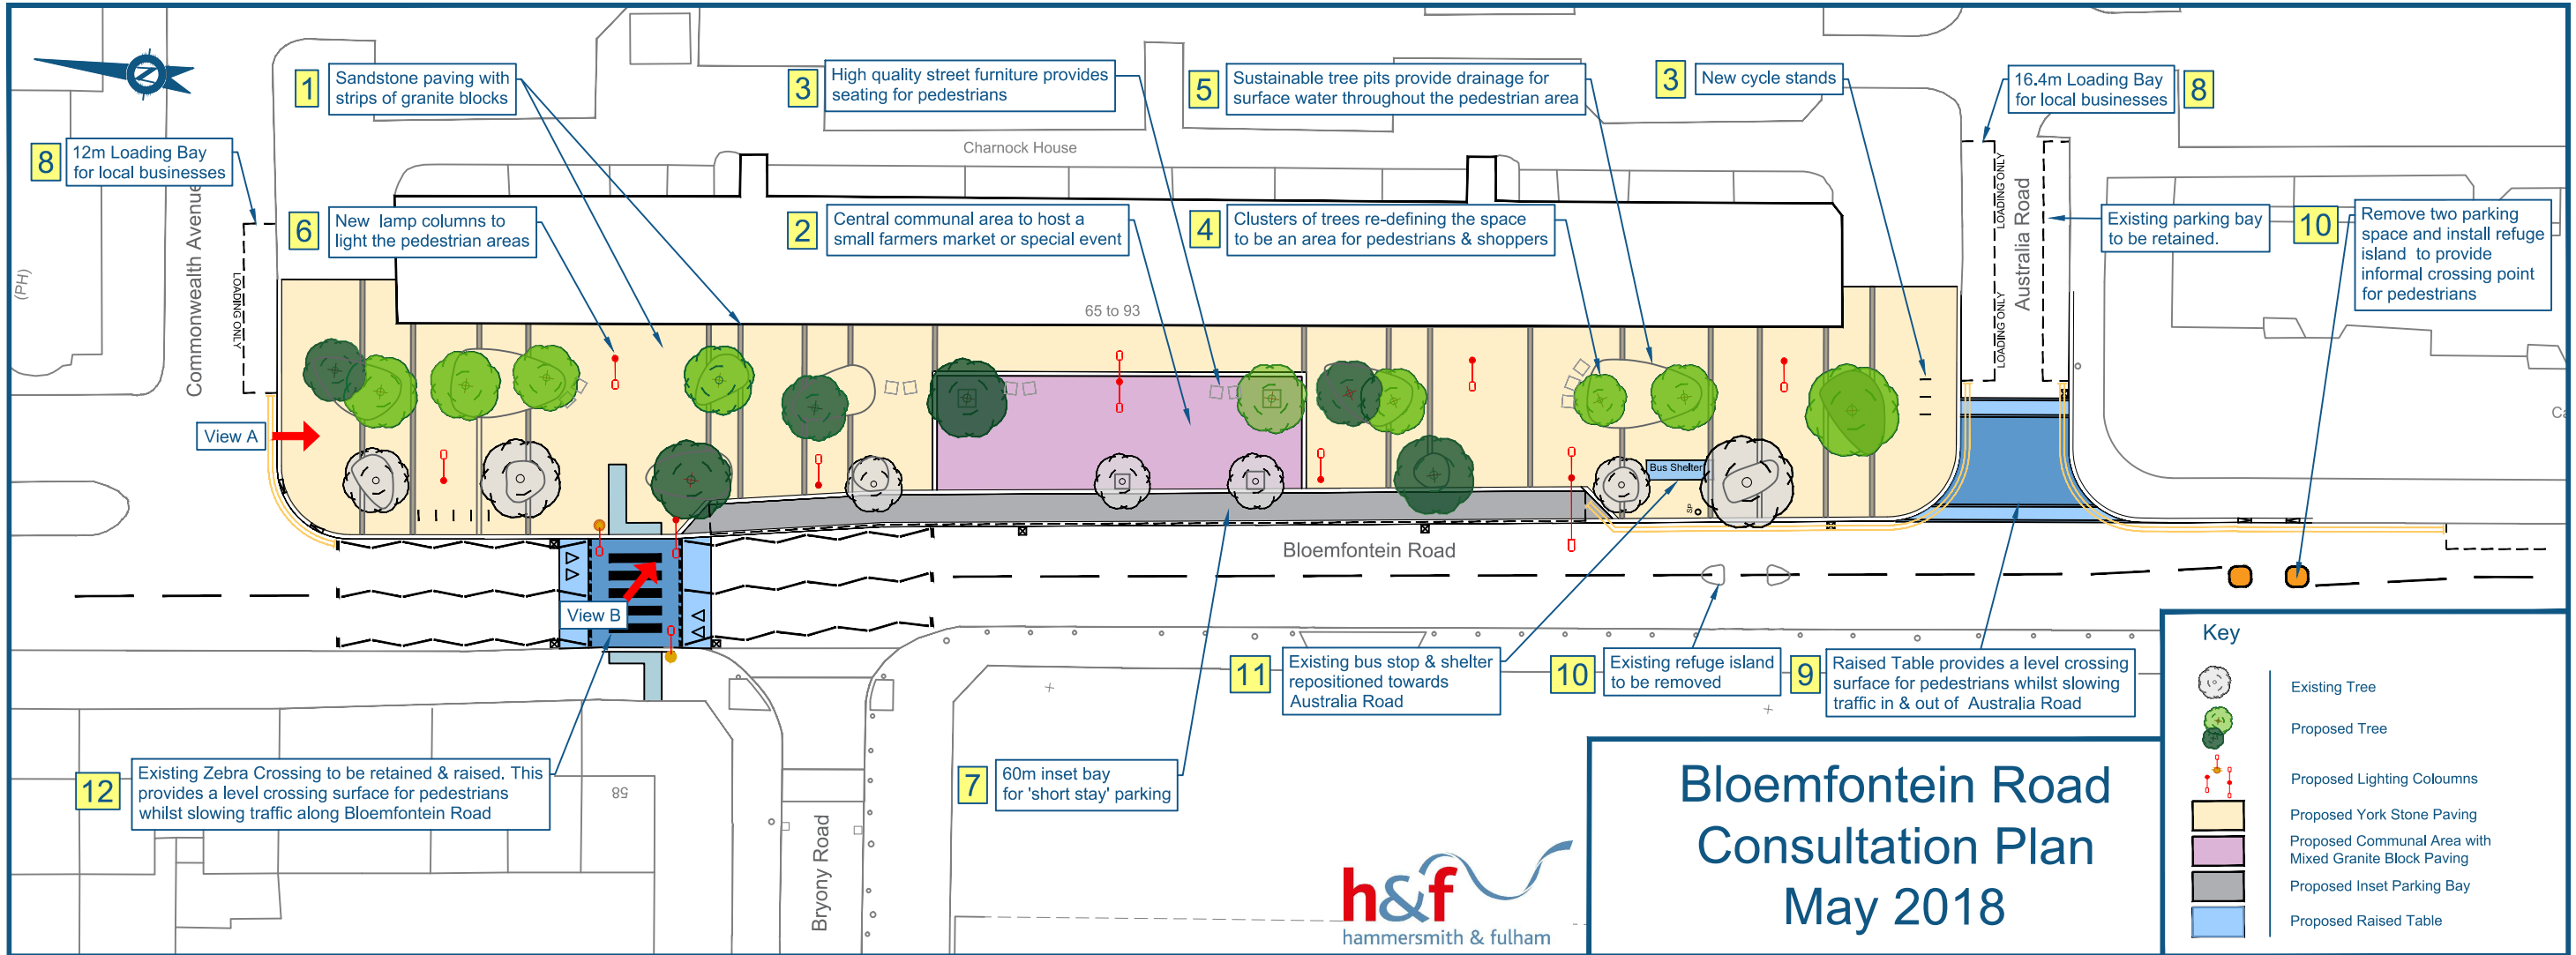 1
Sandstone paving with
strips of granite blocks
3
High quality street furniture provides
seating for pedestrians
5
Sustainable tree pits provide drainage for
surface water throughout the pedestrian area
3
New cycle stands
16.4m Loading Bay
for local businesses
8
8
12m Loading Bay
for local businesses
Charnock House
6
New lamp columns to
light the pedestrian areas
2
Central communal area to host a
small farmers market or special event
4
Clusters of trees re-defining the space
to be an area for pedestrians & shoppers
Existing parking bay
to be retained.
10
Remove two parking
space and install refuge
island to provide
informal crossing point
for pedestrians
(PH)
Commonwealth Avenue
LOADING ONLY
LOADING ONLY
LOADING ONLY
Australia Road
65 to 93
View A
Bus Shelter
Bloemfontein Road
View B
11
Existing bus stop & shelter
repositioned towards
Australia Road
10
Existing refuge island
to be removed
9
Raised Table provides a level crossing
surface for pedestrians whilst slowing
traffic in & out of Australia Road
12
Existing Zebra Crossing to be retained & raised. This
provides a level crossing surface for pedestrians
whilst slowing traffic along Bloemfontein Road
58
Bryony Road
7
60m inset bay
for 'short stay' parking
h&f
hammersmith & fulham
Bloemfontein Road
Consultation Plan
May 2018
Key
Existing Tree
Proposed Tree
Proposed Lighting Coloumns
Proposed York Stone Paving
Proposed Communal Area with
Mixed Granite Block Paving
Proposed Inset Parking Bay
Proposed Raised Table